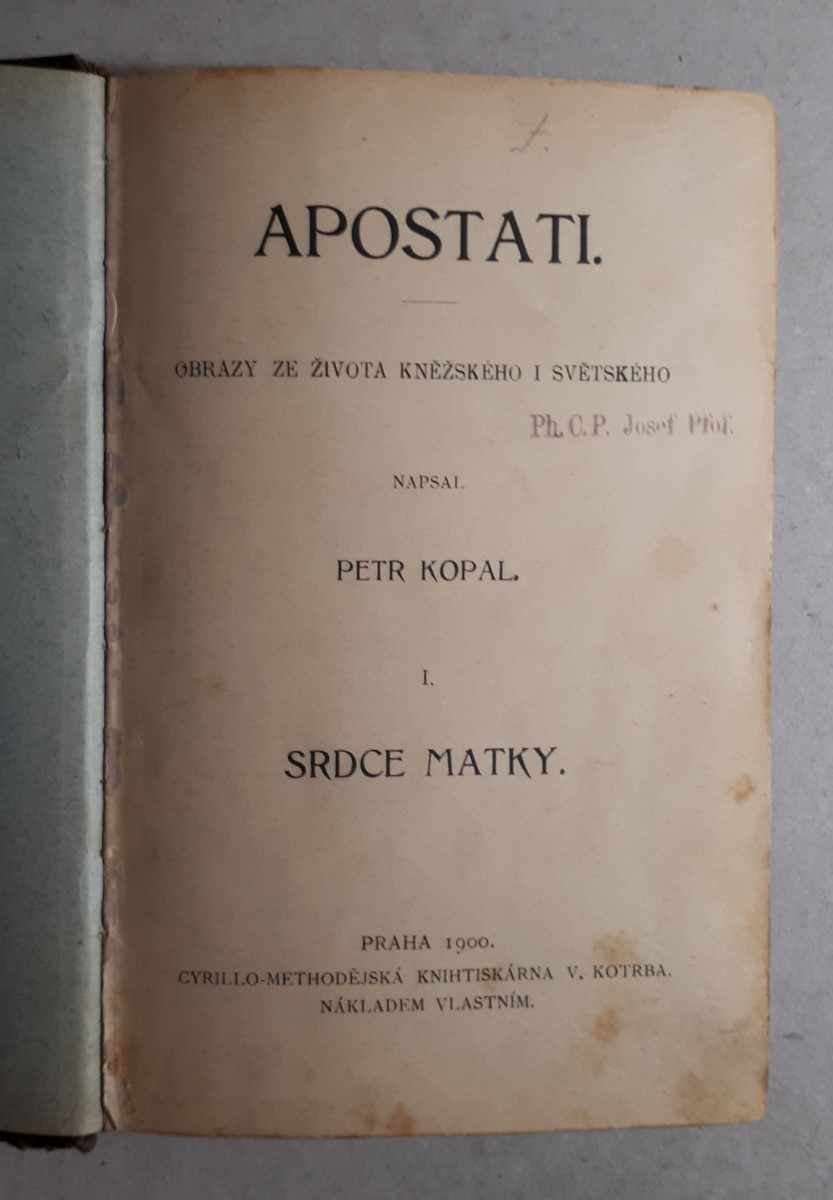 7.
APOSTATI.
OBRAZY ZE ŽIVOTA KNĚŽSKÉHO I SVĚTSKÉHO
Ph. C. P. Josef
NAPSAL
PETR KOPAL.
I.
SRDCE MATKY.
PRAHA 1900.
CYRILLO-METHODĚJSKÁ KNIHTISKÁRNA V. KOTRBA.
NÁKLADEM VLASTNÍM.